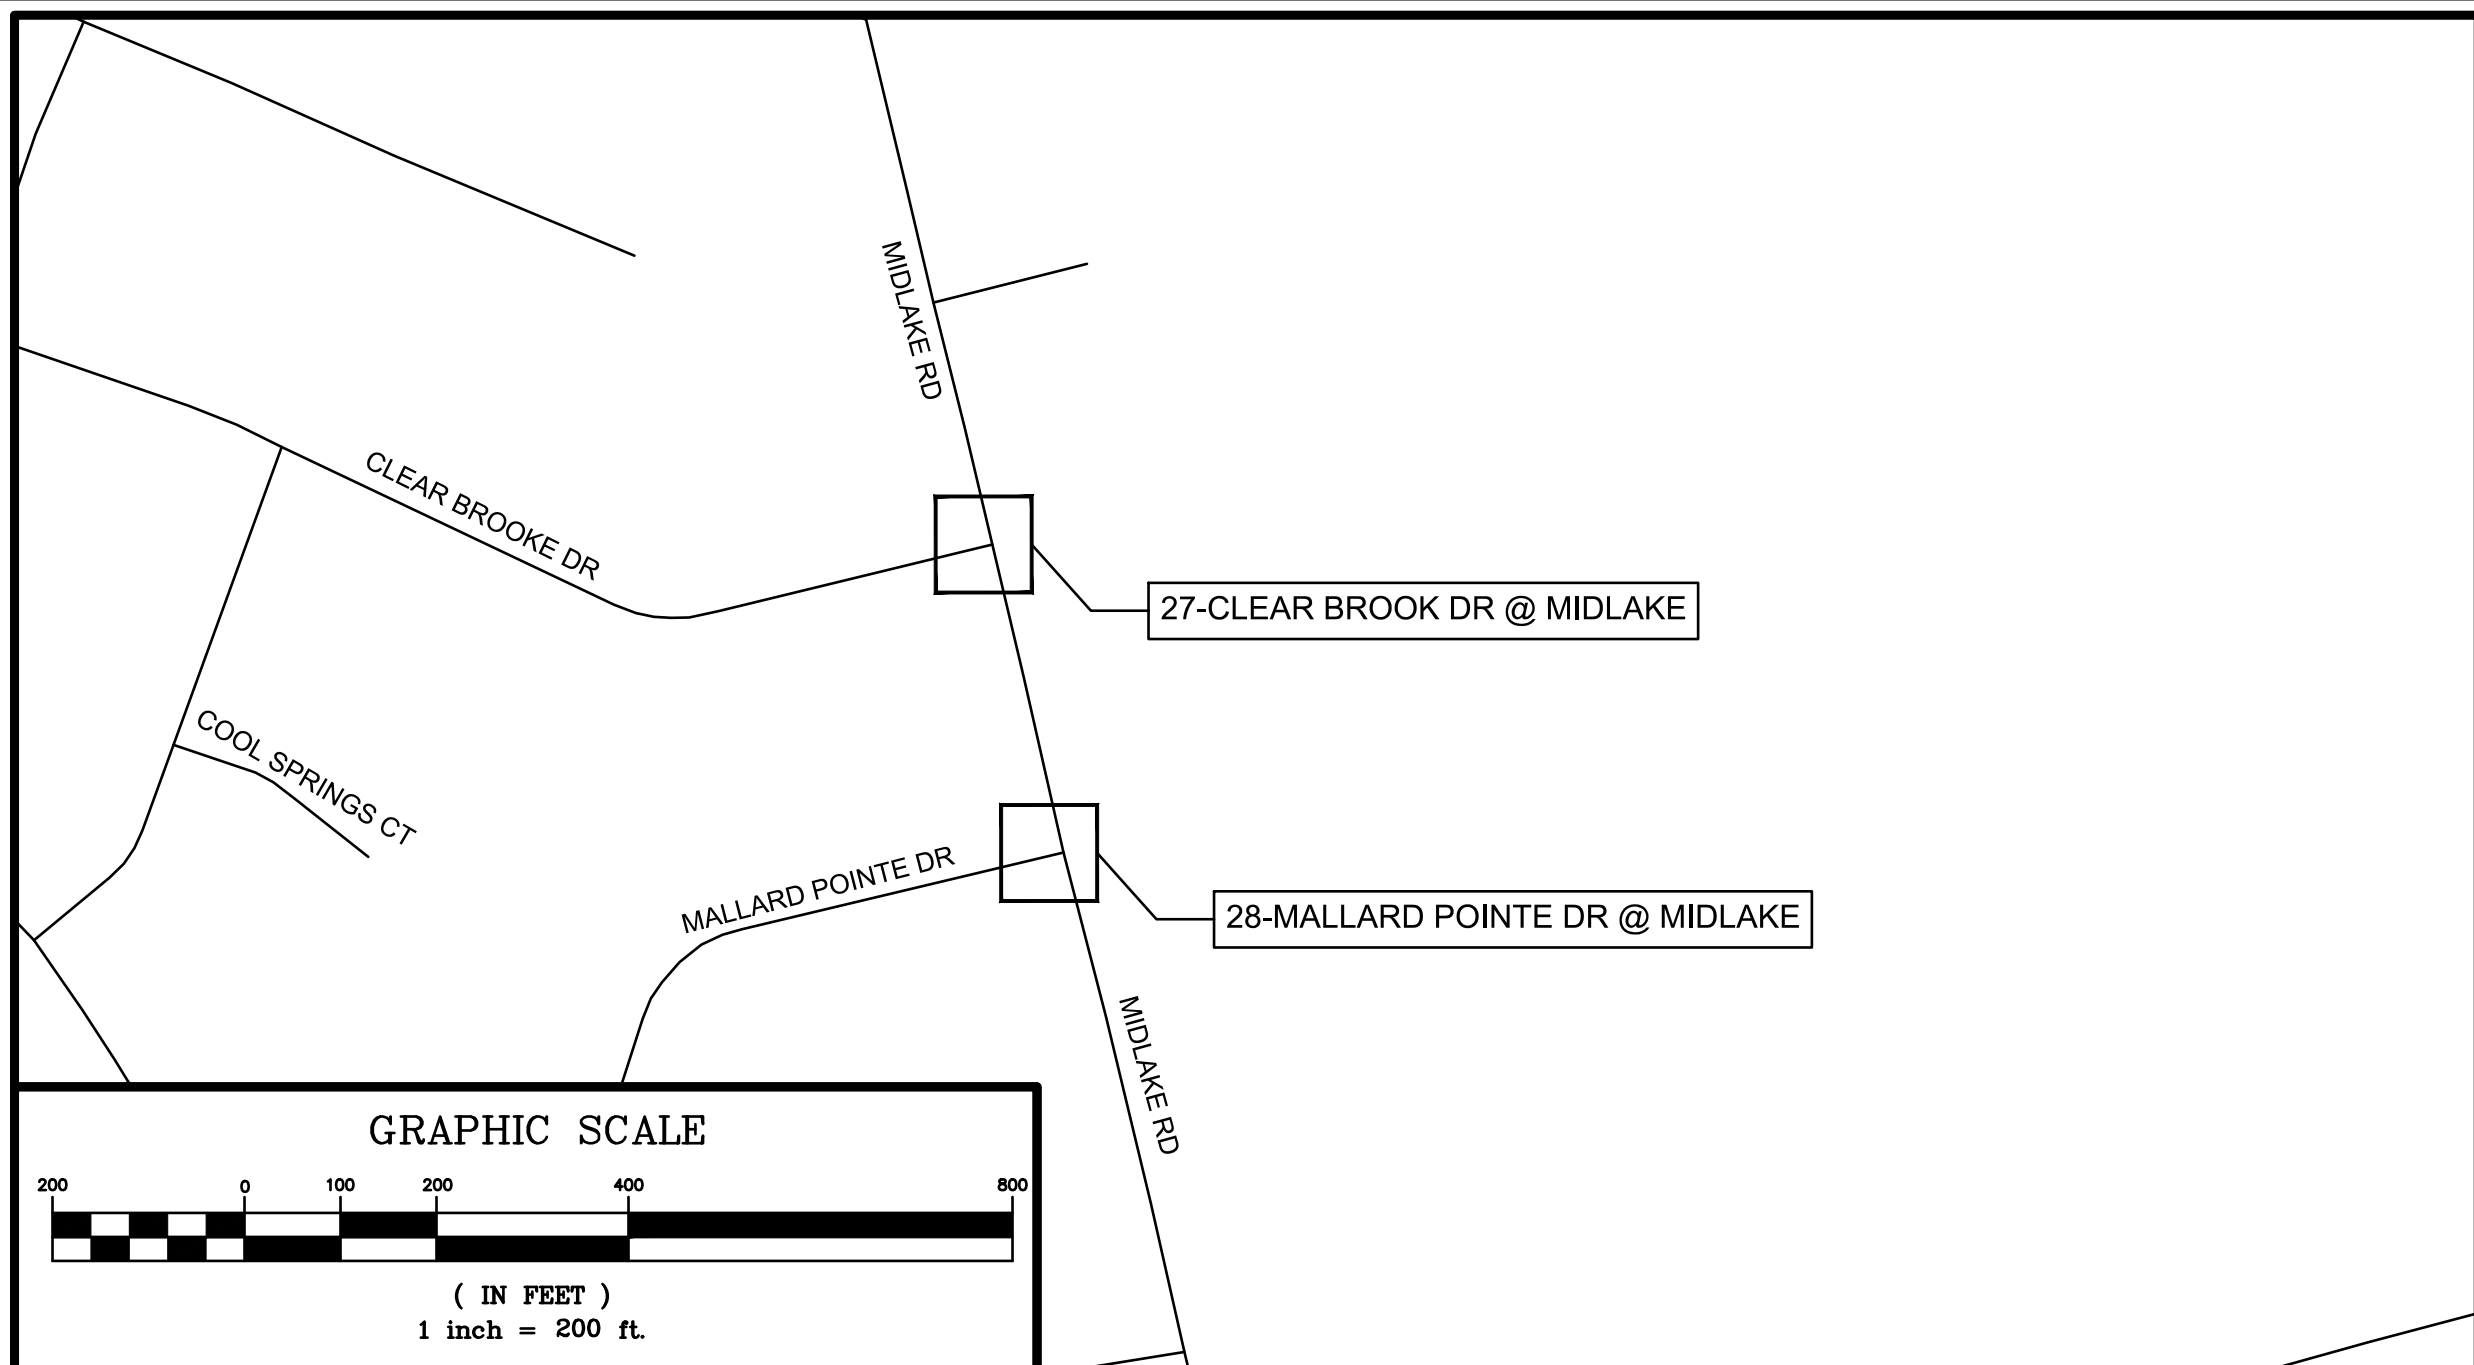 MIDLAKE RD
CLEAR BROOKE DR
27-CLEAR BROOK DR @ MIDLAKE
COOL SPRINGS CT
MALLARD POINTE DR
28-MALLARD POINTE DR @ MIDLAKE
MIDLAKE RD
GRAPHIC SCALE
200 0 100 200 400 800
( IN FEET )
1 inch = 200 ft.